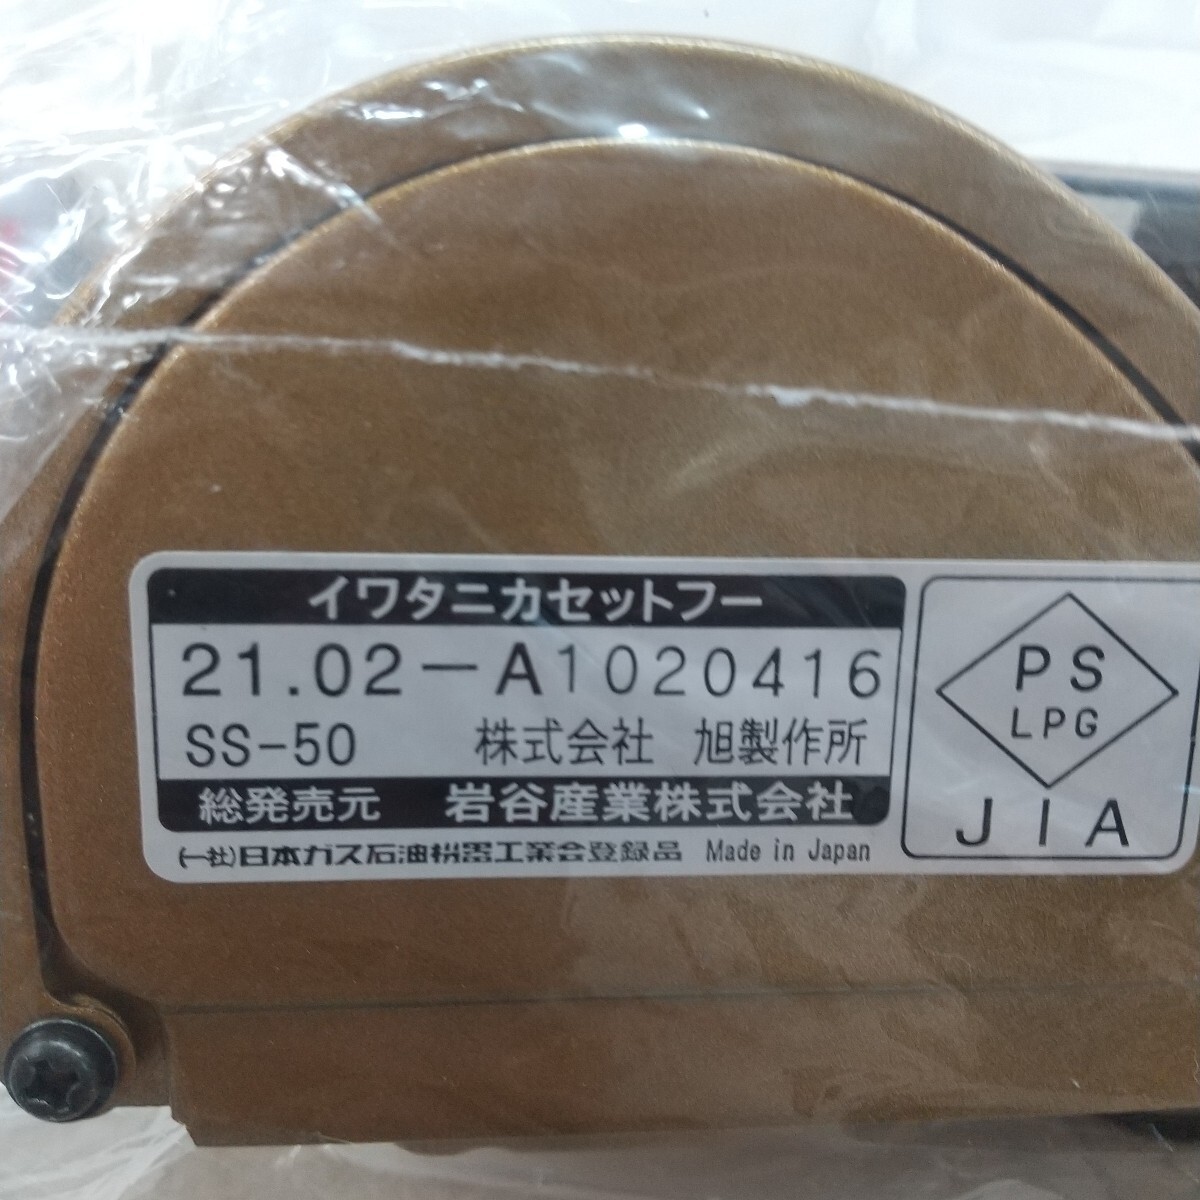 イワタニカセットフー
21.02-A1020416
SS-50 株式会社 旭製作所
総発売元 岩谷産業株式会社
(一社)日本ガス石油機器工業会登録品 Made in Japan
PS
LPG
JIA